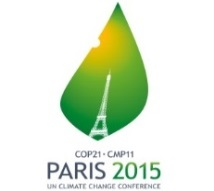 COP21 · CMP11
PARIS 2015
UN CLIMATE CHANGE CONFERENCE